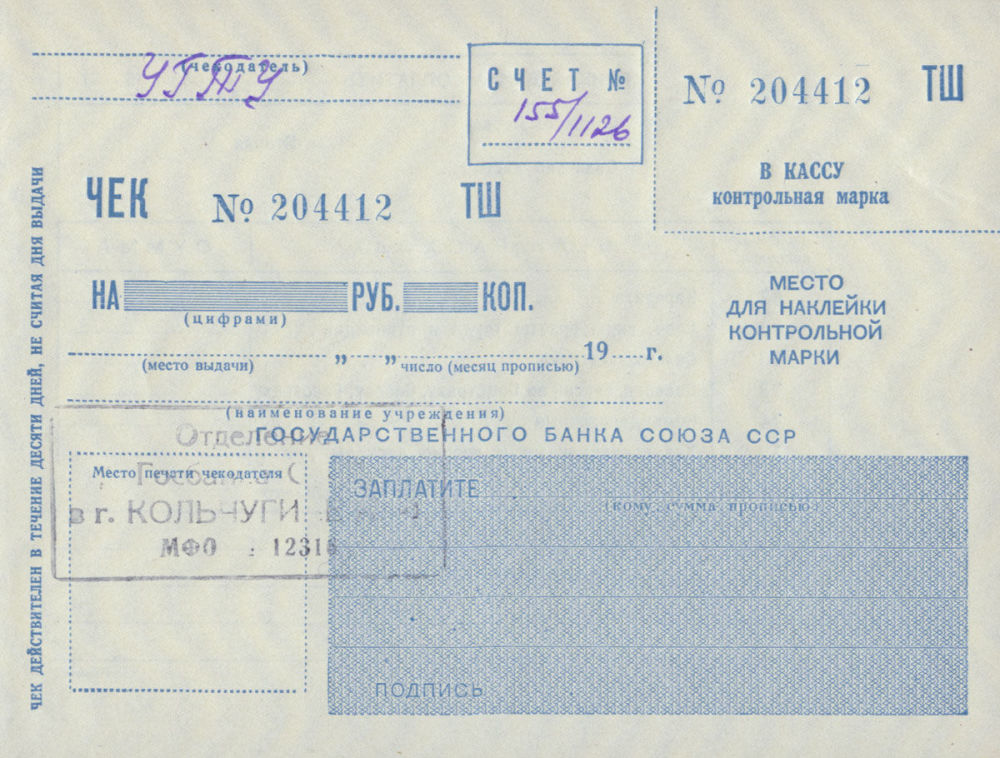 (чекодатель)
УГТУ
СЧЕТ №
155/1126
№ 204412 ТШ
В КАССУ
контрольная марка
ЧЕК № 204412 ТШ
НА РУБ. КОП.
(цифрами)
МЕСТО
ДЛЯ НАКЛЕЙКИ
КОНТРОЛЬНОЙ
МАРКИ
„ „ 19 г.
(место выдачи) число (месяц прописью)
(наименование учреждения)
ГОСУДАРСТВЕННОГО БАНКА СОЮЗА ССР
Отделение
Госбанка
в г. КОЛЬЧУГИ
МФО 12316
Место печати чекодателя
ЗАПЛАТИТЕ
(кому, сумма прописью)
ПОДПИСЬ
ЧЕК ДЕЙСТВИТЕЛЕН В ТЕЧЕНИЕ ДЕСЯТИ ДНЕЙ, НЕ СЧИТАЯ ДНЯ ВЫДАЧИ